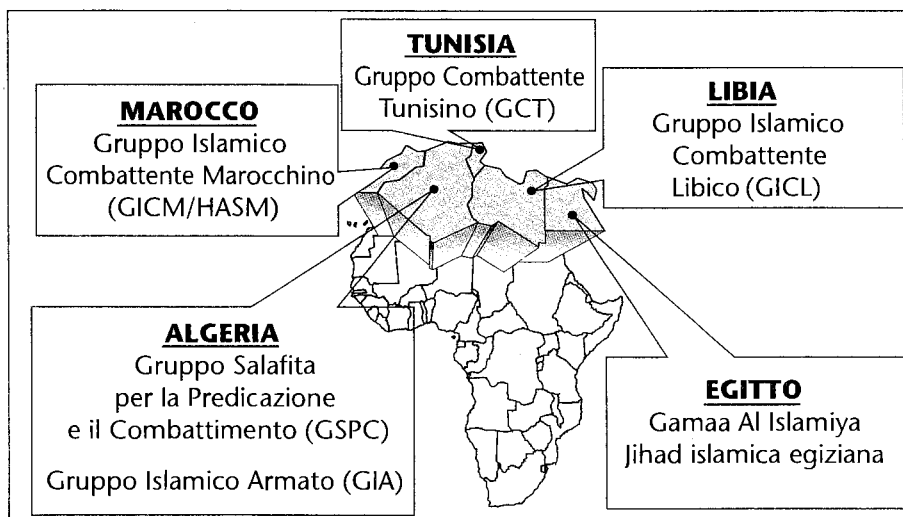 TUNISIA
Gruppo Combattente
Tunisino (GCT)
MAROCCO
Gruppo Islamico
Combattente Marocchino
(GICM/HASM)
LIBIA
Gruppo Islamico
Combattente
Libico (GICL)
ALGERIA
Gruppo Salafita
per la Predicazione
e il Combattimento (GSPC)
Gruppo Islamico Armato (GIA)
EGITTO
Gamaa Al Islamiya
Jihad islamica egiziana